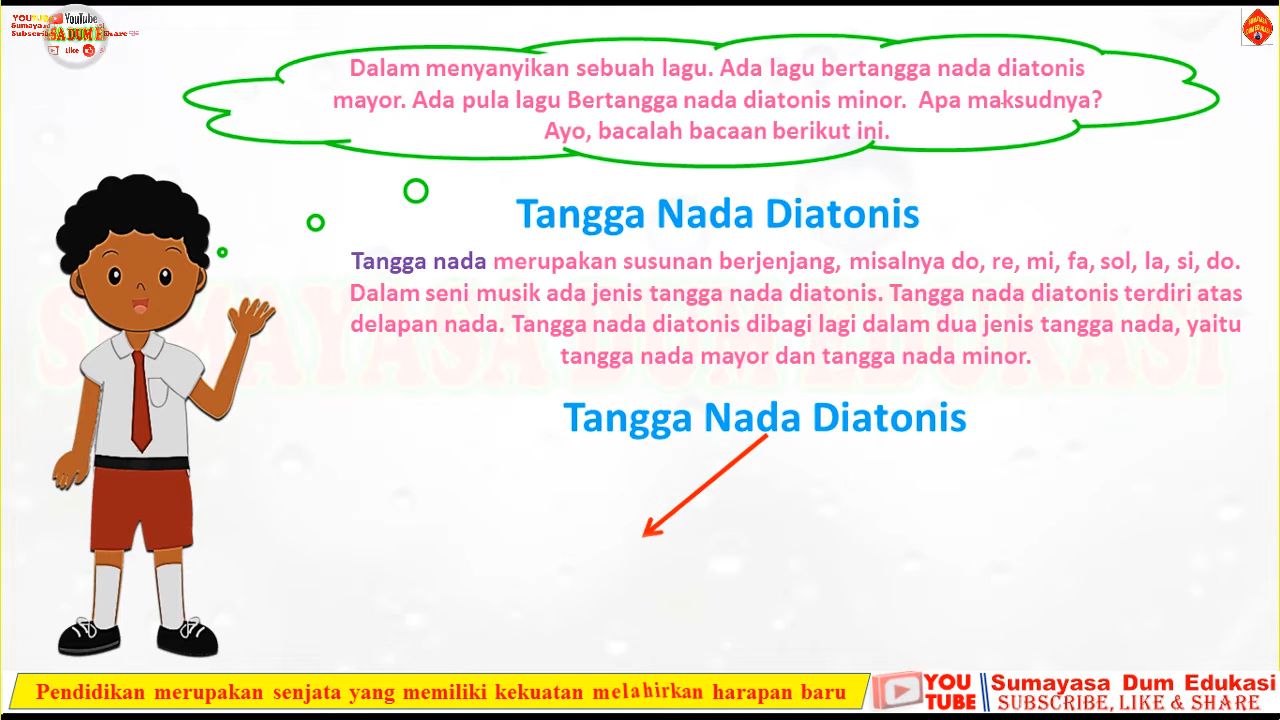 YouTube
SA DUM E
Like
Dalam menyanyikan sebuah lagu. Ada lagu bertangga nada diatonis
mayor. Ada pula lagu Bertangga nada diatonis minor. Apa maksudnya?
Ayo, bacalah bacaan berikut ini.
Tangga Nada Diatonis
Tangga nada merupakan susunan berjenjang, misalnya do, re, mi, fa, sol, la, si, do.
Dalam seni musik ada jenis tangga nada diatonis. Tangga nada diatonis terdiri atas
delapan nada. Tangga nada diatonis dibagi lagi dalam dua jenis tangga nada, yaitu
tangga nada mayor dan tangga nada minor.
SUMAYASA DUM EDUKASI
Tangga Nada Diatonis
Pendidikan merupakan senjata yang memiliki kekuatan melahirkan harapan baru
YOU
TUBE
Sumayasa Dum Edukasi
SUBSCRIBE, LIKE & SHARE